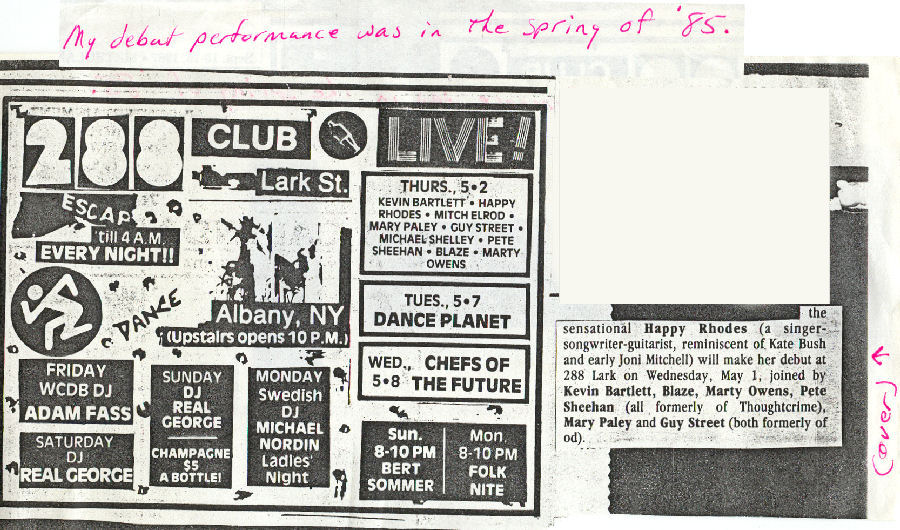 My debut performance was in the spring of '85.
288
CLUB
Lark St.
ESCAPE
'till 4 A.M.
EVERY NIGHT!!
DANCE
Albany, NY
(Upstairs opens 10 P.M.)
FRIDAY
WCDB DJ
ADAM FASS
SATURDAY
DJ
REAL GEORGE
SUNDAY
DJ
REAL
GEORGE
CHAMPAGNE
$5
A BOTTLE!
MONDAY
Swedish
DJ
MICHAEL
NORDIN
Ladies'
Night
LIVE!
THURS., 5•2
KEVIN BARTLETT • HAPPY
RHODES • MITCH ELROD •
MARY PALEY • GUY STREET •
MICHAEL SHELLEY • PETE
SHEEHAN • BLAZE • MARTY
OWENS
TUES., 5•7
DANCE PLANET
WED., 5•8
CHEFS OF
THE FUTURE
Sun.
8-10 PM
BERT
SOMMER
Mon.
8-10 PM
FOLK
NITE
the
sensational Happy Rhodes (a singer-
songwriter-guitarist, reminiscent of Kate Bush
and early Joni Mitchell) will make her debut at
288 Lark on Wednesday, May 1, joined by
Kevin Bartlett, Blaze, Marty Owens, Pete
Sheehan (all formerly of Thoughtcrime),
Mary Paley and Guy Street (both formerly of
od).
(over)